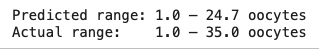 Predicted range: 1.0 – 24.7 oocytes
Actual range:    1.0 – 35.0 oocytes